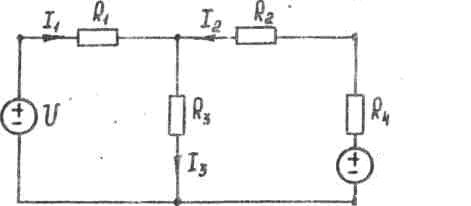 I₁ R₁ I₂ R₂
+
-
U
R₃
R₄
+
-
I₃